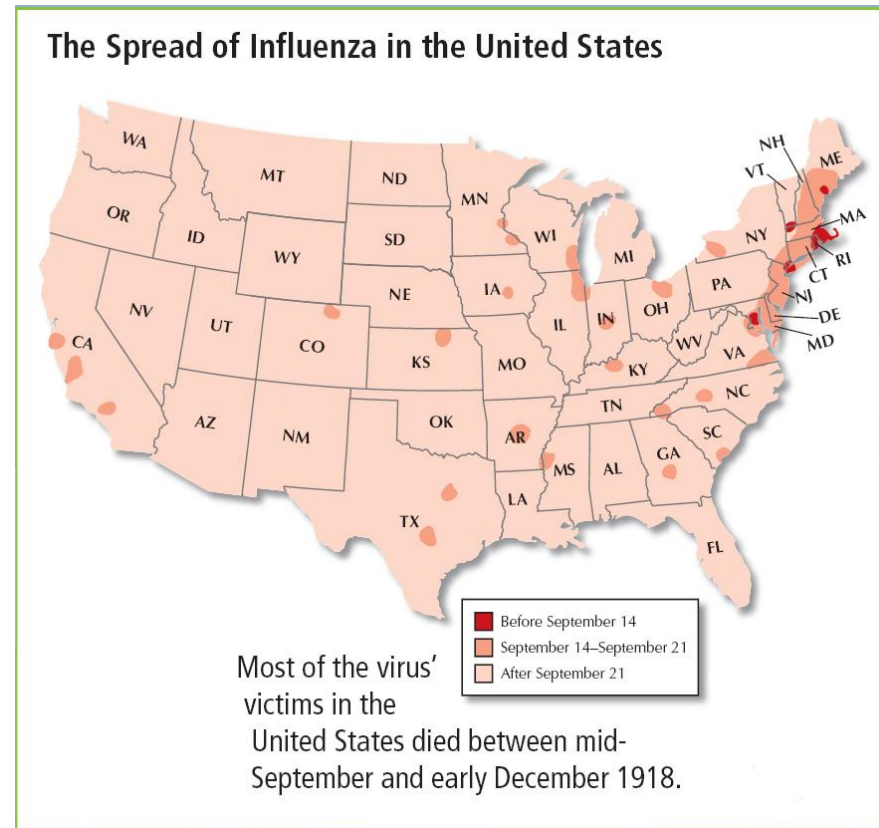 The Spread of Influenza in the United States
WA
MT
ND
MN
NH
VT
ME
OR
ID
WY
SD
WI
MI
NY
MA
RI
CT
NV
UT
NE
IA
IL
IN
OH
PA
NJ
DE
MD
CA
CO
KS
MO
KY
WV
VA
AZ
NM
OK
AR
TN
NC
SC
TX
LA
MS
AL
GA
FL
Before September 14
September 14–September 21
After September 21
Most of the virus'
victims in the
United States died between mid-
September and early December 1918.